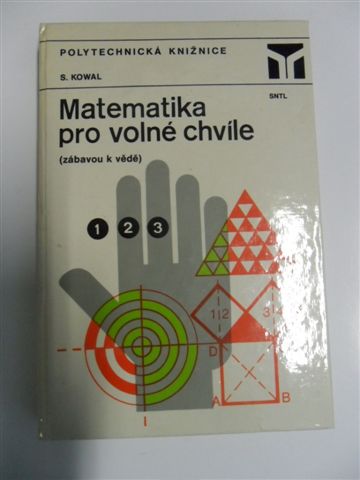 POLYTECHNICKÁ KNIŽNICE
S. KOWAL
SNTL
Matematika
pro volné chvíle
(zábavou k vědě)
1 2 3
1 2
3
D
A
B
I